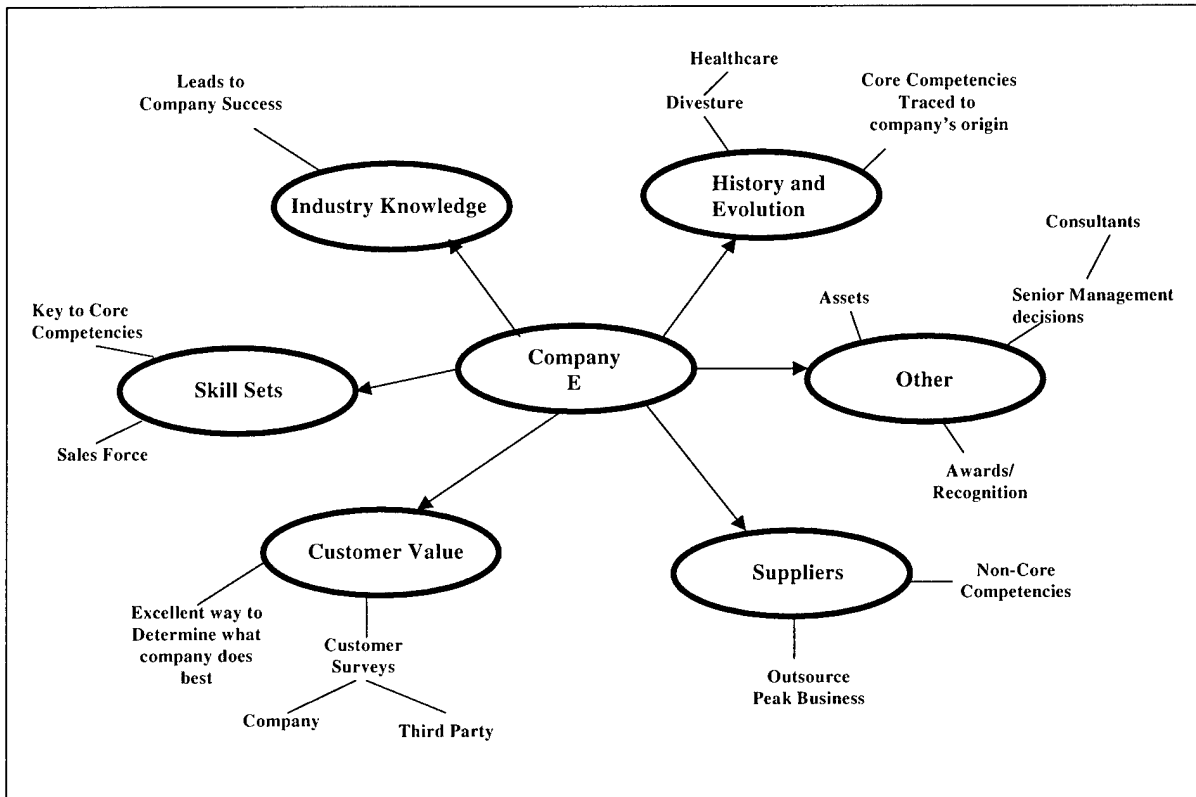 Healthcare
Leads to
Company Success
Divesture
Core Competencies
Traced to
company's origin
Industry Knowledge
History and
Evolution
Consultants
Key to Core
Competencies
Assets
Senior Management
decisions
Company
E
Skill Sets
Other
Sales Force
Awards/
Recognition
Customer Value
Suppliers
Non-Core
Competencies
Excellent way to
Determine what
company does
best
Customer
Surveys
Outsource
Peak Business
Company
Third Party